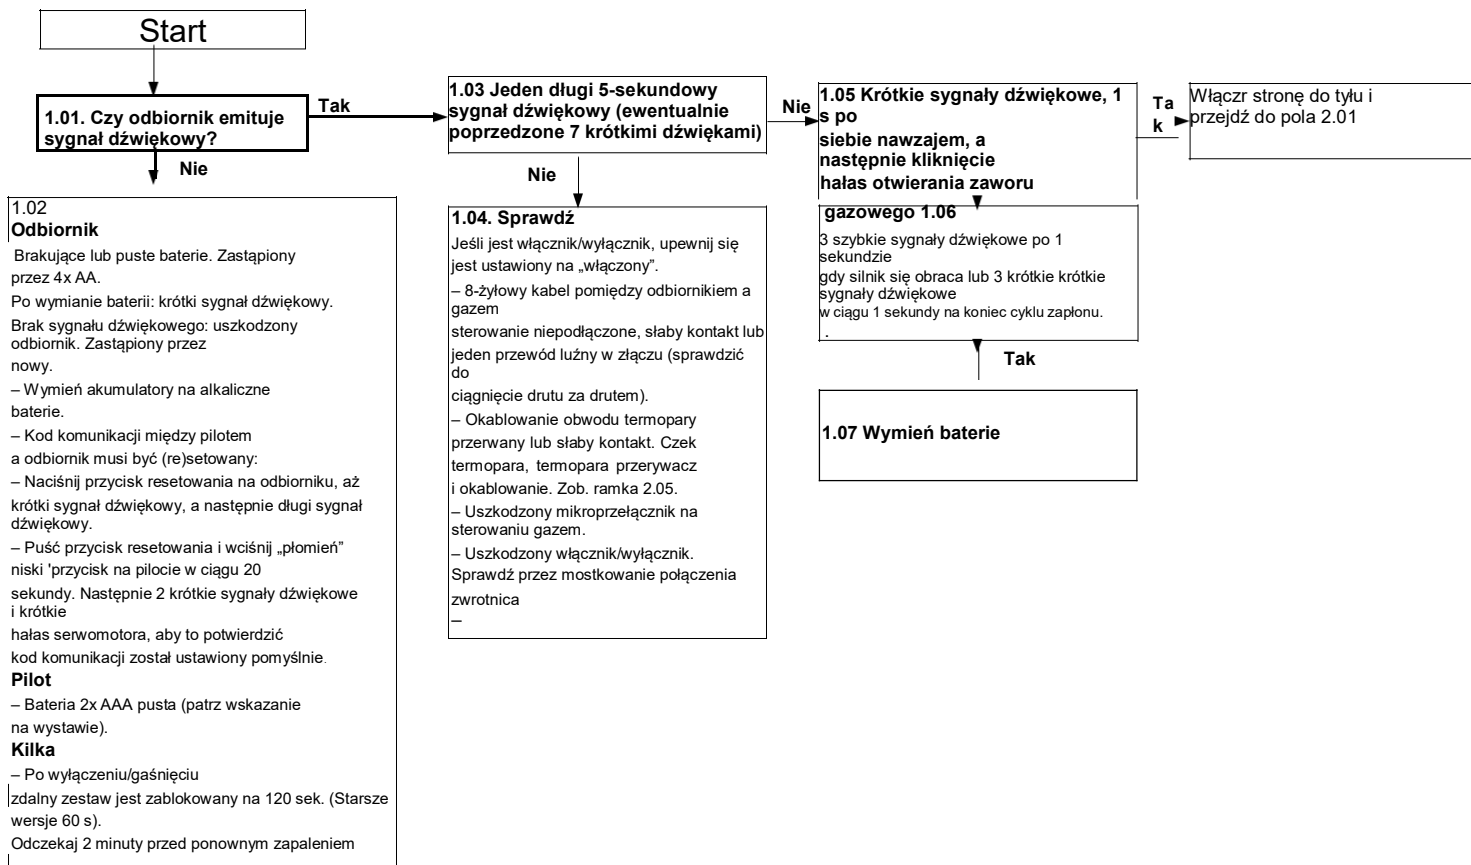 Start
1.01. Czy odbiornik emituje
sygnał dźwiękowy?
Tak
Nie
1.02
Odbiornik
Brakujące lub puste baterie. Zastąpiony
przez 4x AA.
Po wymianie baterii: krótki sygnał dźwiękowy.
Brak sygnału dźwiękowego: uszkodzony
odbiornik. Zastąpiony przez
nowy.
– Wymień akumulatory na alkaliczne
baterie.
– Kod komunikacji między pilotem
a odbiornik musi być (re)setowany:
– Naciśnij przycisk resetowania na odbiorniku, aż
krótki sygnał dźwiękowy, a następnie długi sygnał
dźwiękowy.
– Puść przycisk resetowania i wciśnij „płomień”
niski 'przycisk na pilocie w ciągu 20
sekundy. Następnie 2 krótkie sygnały dźwiękowe
i krótkie
hałas serwomotora, aby to potwierdzić
kod komunikacji został ustawiony pomyślnie.
Pilot
– Bateria 2x AAA pusta (patrz wskazanie
na wystawie).
Kilka
– Po wyłączeniu/gaśnięciu
zdalny zestaw jest zablokowany na 120 sek. (Starsze
wersje 60 s).
Odczekaj 2 minuty przed ponownym zapaleniem
1.03 Jeden długi 5-sekundowy
sygnał dźwiękowy (ewentualnie
poprzedzone 7 krótkimi dźwiękami)
Nie
Nie
1.04. Sprawdź
Jeśli jest włącznik/wyłącznik, upewnij się
jest ustawiony na „włączony”.
– 8-żyłowy kabel pomiędzy odbiornikiem a
gazem
sterowanie niepodłączone, słaby kontakt lub
jeden przewód luźny w złączu (sprawdzić
do
ciągnięcie drutu za drutem).
– Okablowanie obwodu termopary
przerwany lub słaby kontakt. Czek
termopara, termopara przerywacz
i okablowanie. Zob. ramka 2.05.
– Uszkodzony mikroprzełącznik na
sterowaniu gazem.
– Uszkodzony włącznik/wyłącznik.
Sprawdź przez mostkowanie połączenia
zwrotnica
–
1.05 Krótkie sygnały dźwiękowe, 1
s po
siebie nawzajem, a
następnie kliknięcie
hałas otwierania zaworu
gazowego 1.06
3 szybkie sygnały dźwiękowe po 1
sekundzie
gdy silnik się obraca lub 3 krótkie krótkie
sygnały dźwiękowe
w ciągu 1 sekundy na koniec cyklu zapłonu.
.
Tak
1.07 Wymień baterie
Ta
k
Włączr stronę do tyłu i
przejdź do pola 2.01